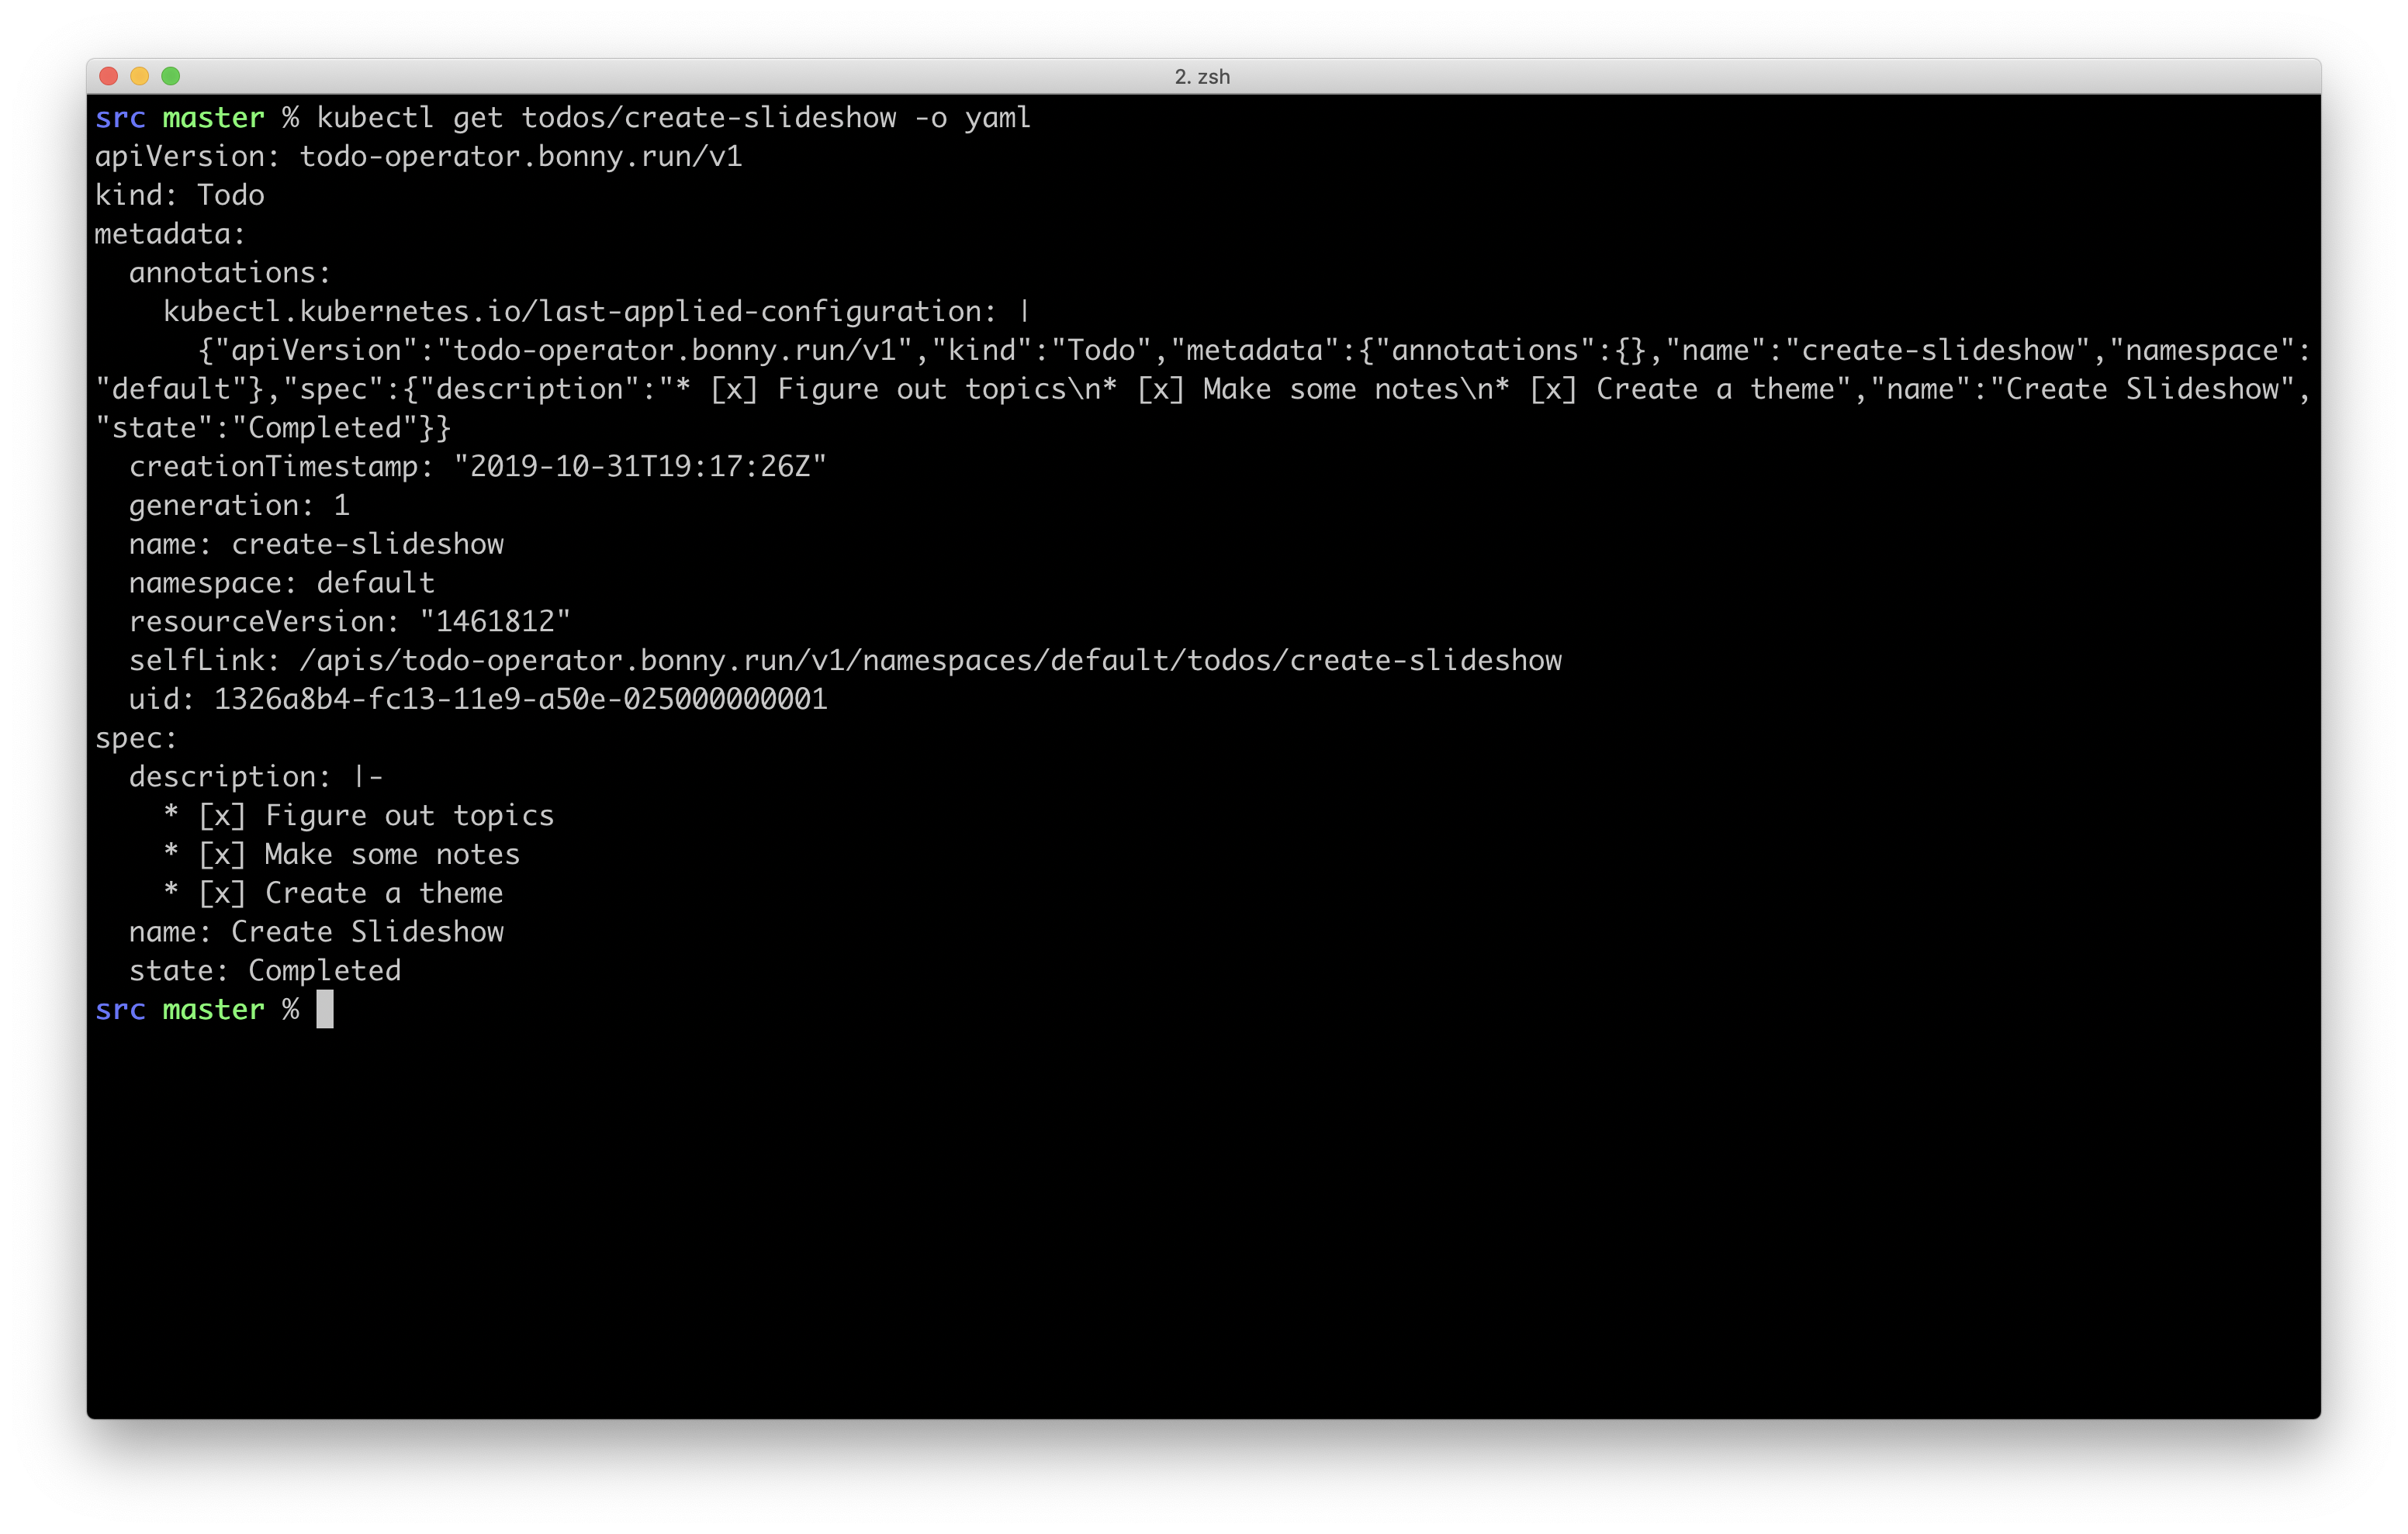 2. zsh
src master % kubectl get todos/create-slideshow -o yaml
apiVersion: todo-operator.bonny.run/v1
kind: Todo
metadata:
  annotations:
    kubectl.kubernetes.io/last-applied-configuration: |
      {"apiVersion":"todo-operator.bonny.run/v1","kind":"Todo","metadata":{"annotations":{},"name":"create-slideshow","namespace":
"default"},"spec":{"description":"* [x] Figure out topics\n* [x] Make some notes\n* [x] Create a theme","name":"Create Slideshow",
"state":"Completed"}}
  creationTimestamp: "2019-10-31T19:17:26Z"
  generation: 1
  name: create-slideshow
  namespace: default
  resourceVersion: "1461812"
  selfLink: /apis/todo-operator.bonny.run/v1/namespaces/default/todos/create-slideshow
  uid: 1326a8b4-fc13-11e9-a50e-025000000001
spec:
  description: |-
    * [x] Figure out topics
    * [x] Make some notes
    * [x] Create a theme
  name: Create Slideshow
  state: Completed
src master %